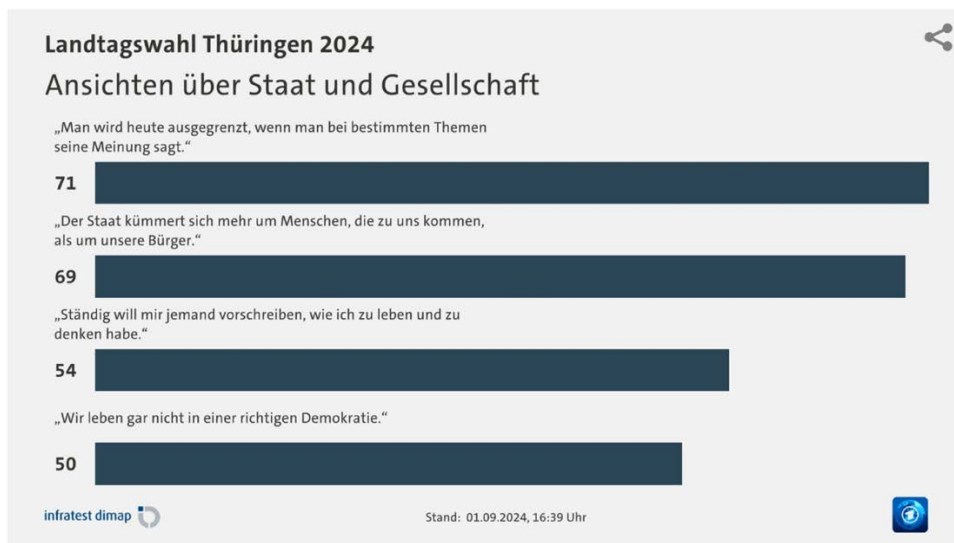 Landtagswahl Thüringen 2024
Ansichten über Staat und Gesellschaft
„Man wird heute ausgegrenzt, wenn man bei bestimmten Themen
seine Meinung sagt.“
71
„Der Staat kümmert sich mehr um Menschen, die zu uns kommen,
als um unsere Bürger.“
69
„Ständig will mir jemand vorschreiben, wie ich zu leben und zu
denken habe.“
54
„Wir leben gar nicht in einer richtigen Demokratie.“
50
infratest dimap
Stand: 01.09.2024, 16:39 Uhr
1